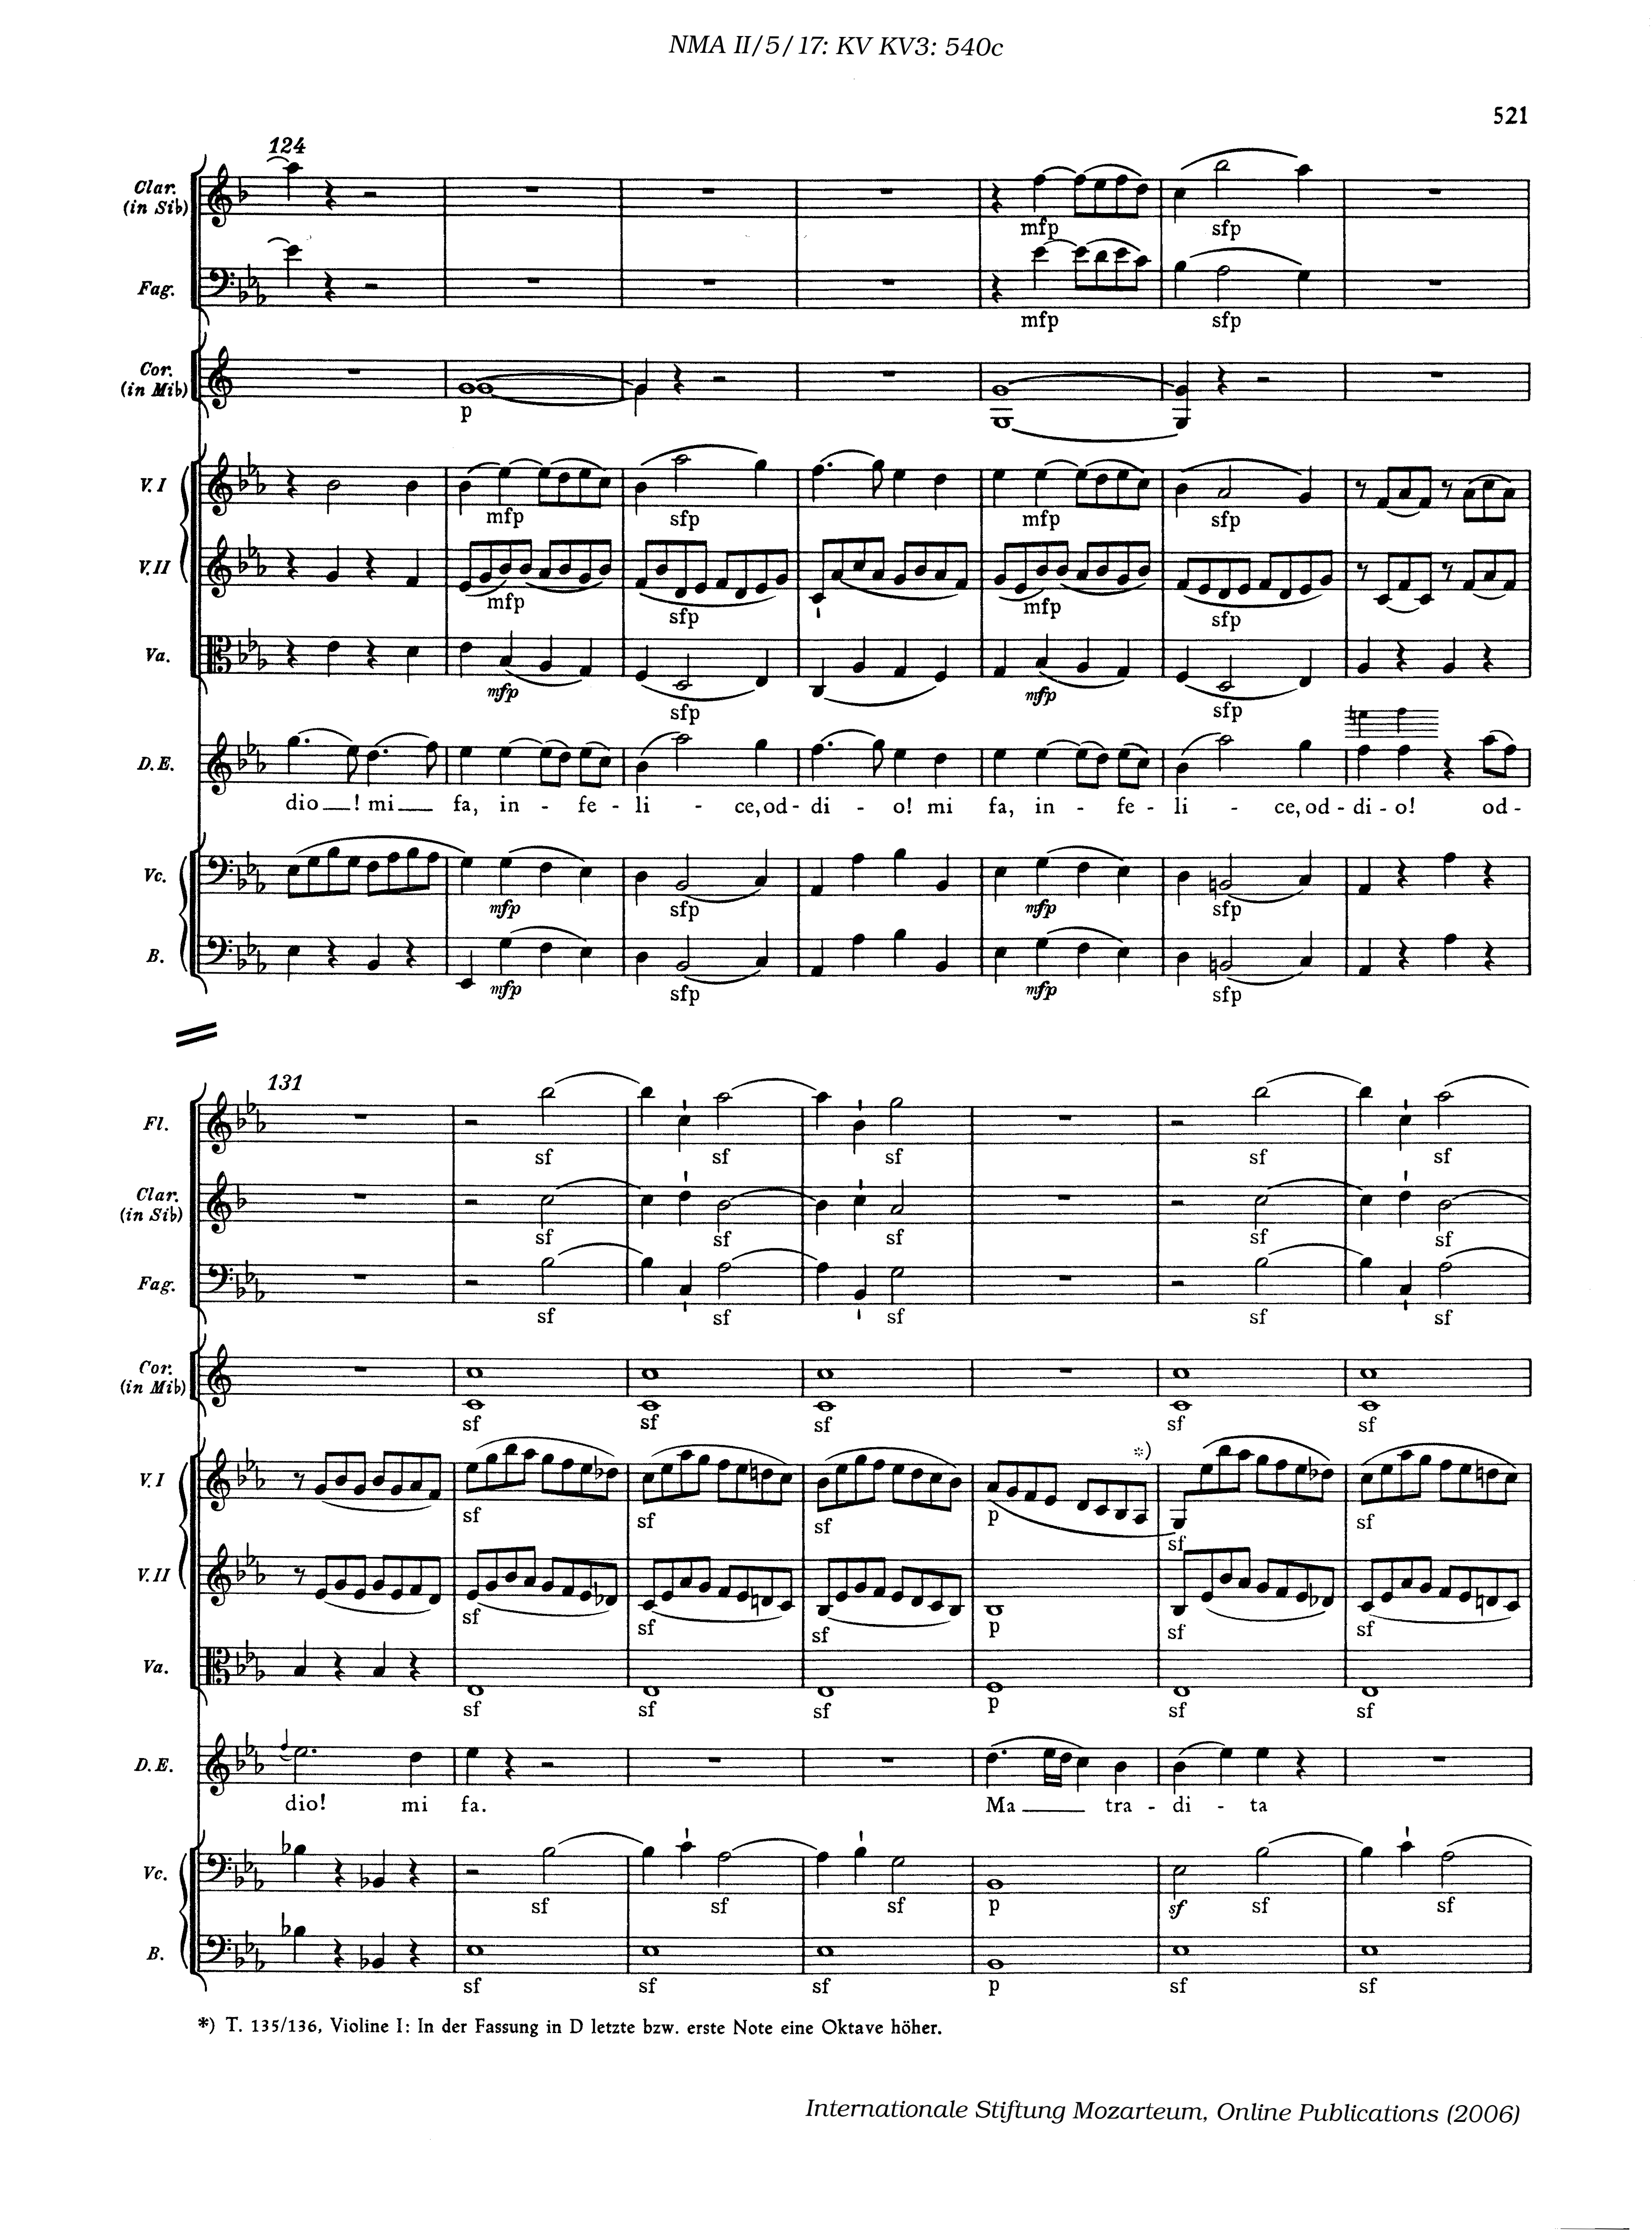 NMA II/5/17: KV KV3: 540c
521
124
Clar.
(in Sib)
mfp sfp
Fag.
mfp sfp
Cor.
(in Mib)
p
V. I
mfp sfp mfp sfp
V. II
mfp sfp mfp sfp
Va.
mfp sfp mfp sfp
D. E.
dio — ! mi — fa, in - fe - li - ce, od - di - o! mi fa, in - fe - li - ce, od - di - o! od -
Vc.
mfp sfp mfp sfp
B.
mfp sfp mfp sfp
131
Fl.
sf sf sf sf sf
Clar.
(in Sib)
sf sf sf sf sf
Fag.
sf sf sf sf sf
Cor.
(in Mib)
sf sf sf sf sf
*)
V. I
sf sf sf p sf sf
V. II
sf sf sf p sf sf
Va.
sf sf sf p sf sf
D. E.
dio! mi fa. Ma — tra - di - ta
Vc.
sf sf sf p sf sf sf
B.
sf sf sf p sf sf
*) T. 135/136, Violine I: In der Fassung in D letzte bzw. erste Note eine Oktave höher.
Internationale Stiftung Mozarteum, Online Publications (2006)